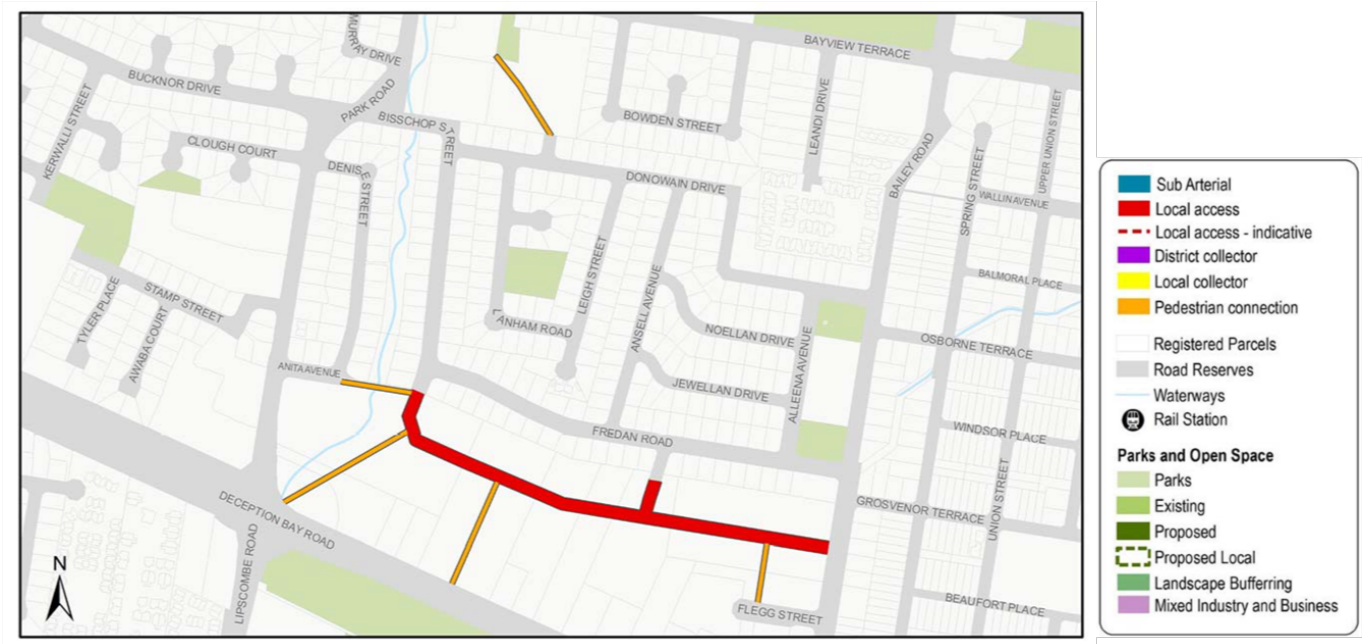 MURRAY DRIVE
BAYVIEW TERRACE
BUCKNOR DRIVE
PARK ROAD
KERWALLI STREET
BISSCHOP STREET
BOWDEN STREET
LEANDI DRIVE
BAILEY ROAD
UPPER UNION STREET
SPRING STREET
CLOUGH COURT
DENISE STREET
DONOWAIN DRIVE
WALLIN AVENUE
BALMORAL PLACE
TYLER PLACE
STAMP STREET
AWABA COURT
LEIGH STREET
LANHAM ROAD
ANSELL AVENUE
NOELLAN DRIVE
ALLEENA AVENUE
OSBORNE TERRACE
ANITA AVENUE
JEWELLAN DRIVE
FREDAN ROAD
WINDSOR PLACE
DECEPTION BAY ROAD
LIPSCOMBE ROAD
GROSVENOR TERRACE
UNION STREET
FLEGG STREET
BEAUFORT PLACE
N
Sub Arterial
Local access
Local access - indicative
District collector
Local collector
Pedestrian connection
Registered Parcels
Road Reserves
Waterways
Rail Station
Parks and Open Space
Parks
Existing
Proposed
Proposed Local
Landscape Bufferring
Mixed Industry and Business